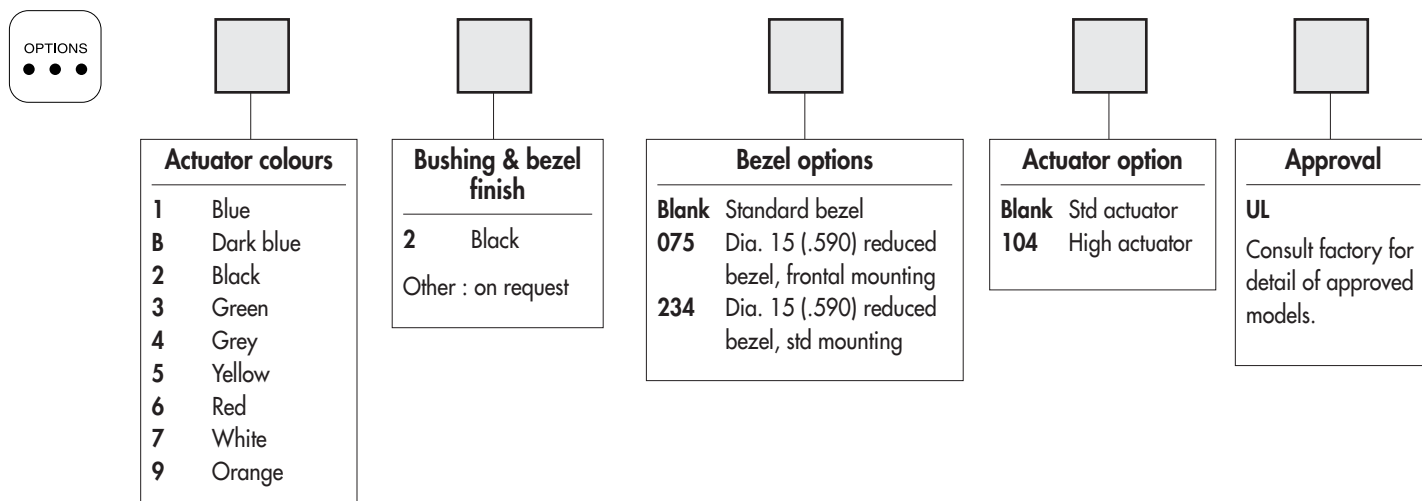 OPTIONS
Actuator colours
1 Blue
B Dark blue
2 Black
3 Green
4 Grey
5 Yellow
6 Red
7 White
9 Orange
Bushing & bezel
finish
2 Black
Other : on request
Bezel options
Blank Standard bezel
075 Dia. 15 (.590) reduced
bezel, frontal mounting
234 Dia. 15 (.590) reduced
bezel, std mounting
Actuator option
Blank Std actuator
104 High actuator
Approval
UL
Consult factory for
detail of approved
models.